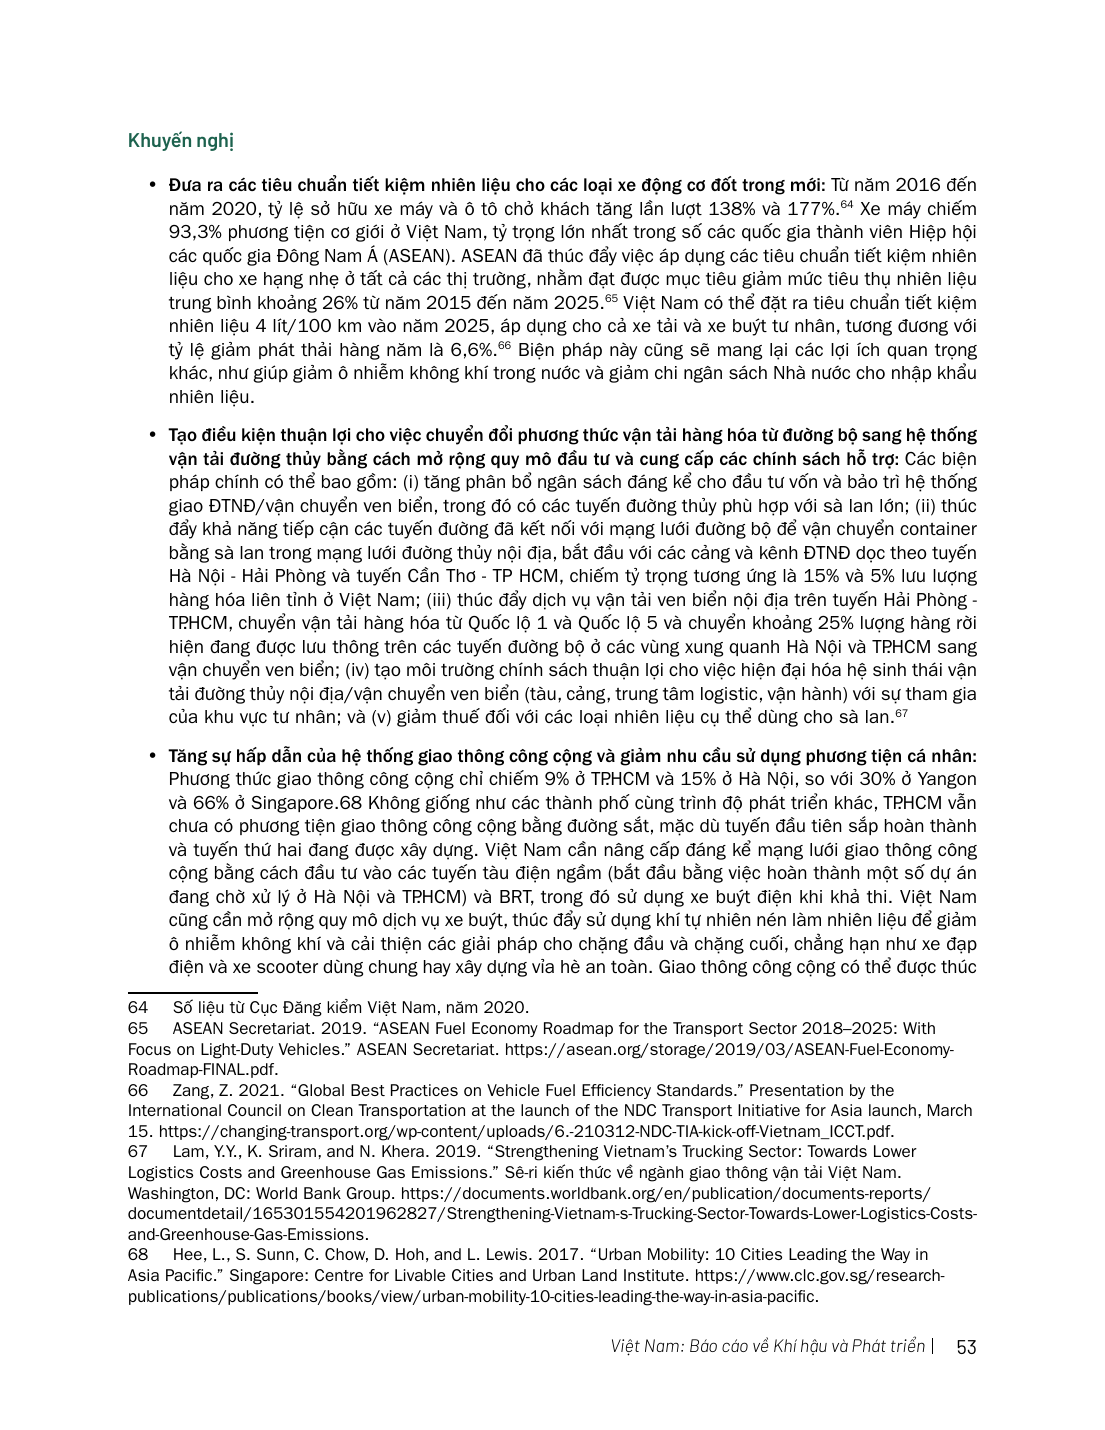 Khuyến nghị
• Đưa ra các tiêu chuẩn tiết kiệm nhiên liệu cho các loại xe động cơ đốt trong mới: Từ năm 2016 đến
năm 2020, tỷ lệ sở hữu xe máy và ô tô chở khách tăng lần lượt 138% và 177%.64 Xe máy chiếm
93,3% phương tiện cơ giới ở Việt Nam, tỷ trọng lớn nhất trong số các quốc gia thành viên Hiệp hội
các quốc gia Đông Nam Á (ASEAN). ASEAN đã thúc đẩy việc áp dụng các tiêu chuẩn tiết kiệm nhiên
liệu cho xe hạng nhẹ ở tất cả các thị trường, nhằm đạt được mục tiêu giảm mức tiêu thụ nhiên liệu
trung bình khoảng 26% từ năm 2015 đến năm 2025.65 Việt Nam có thể đặt ra tiêu chuẩn tiết kiệm
nhiên liệu 4 lít/100 km vào năm 2025, áp dụng cho cả xe tải và xe buýt tư nhân, tương đương với
tỷ lệ giảm phát thải hàng năm là 6,6%.66 Biện pháp này cũng sẽ mang lại các lợi ích quan trọng
khác, như giúp giảm ô nhiễm không khí trong nước và giảm chi ngân sách Nhà nước cho nhập khẩu
nhiên liệu.
• Tạo điều kiện thuận lợi cho việc chuyển đổi phương thức vận tải hàng hóa từ đường bộ sang hệ thống
vận tải đường thủy bằng cách mở rộng quy mô đầu tư và cung cấp các chính sách hỗ trợ: Các biện
pháp chính có thể bao gồm: (i) tăng phân bổ ngân sách đáng kể cho đầu tư vốn và bảo trì hệ thống
giao ĐTNĐ/vận chuyển ven biển, trong đó có các tuyến đường thủy phù hợp với sà lan lớn; (ii) thúc
đẩy khả năng tiếp cận các tuyến đường đã kết nối với mạng lưới đường bộ để vận chuyển container
bằng sà lan trong mạng lưới đường thủy nội địa, bắt đầu với các cảng và kênh ĐTNĐ dọc theo tuyến
Hà Nội - Hải Phòng và tuyến Cần Thơ - TP HCM, chiếm tỷ trọng tương ứng là 15% và 5% lưu lượng
hàng hóa liên tỉnh ở Việt Nam; (iii) thúc đẩy dịch vụ vận tải ven biển nội địa trên tuyến Hải Phòng -
TP.HCM, chuyển vận tải hàng hóa từ Quốc lộ 1 và Quốc lộ 5 và chuyển khoảng 25% lượng hàng rời
hiện đang được lưu thông trên các tuyến đường bộ ở các vùng xung quanh Hà Nội và TP.HCM sang
vận chuyển ven biển; (iv) tạo môi trường chính sách thuận lợi cho việc hiện đại hóa hệ sinh thái vận
tải đường thủy nội địa/vận chuyển ven biển (tàu, cảng, trung tâm logistic, vận hành) với sự tham gia
của khu vực tư nhân; và (v) giảm thuế đối với các loại nhiên liệu cụ thể dùng cho sà lan.67
• Tăng sự hấp dẫn của hệ thống giao thông công cộng và giảm nhu cầu sử dụng phương tiện cá nhân:
Phương thức giao thông công cộng chỉ chiếm 9% ở TP.HCM và 15% ở Hà Nội, so với 30% ở Yangon
và 66% ở Singapore.68 Không giống như các thành phố cùng trình độ phát triển khác, TP.HCM vẫn
chưa có phương tiện giao thông công cộng bằng đường sắt, mặc dù tuyến đầu tiên sắp hoàn thành
và tuyến thứ hai đang được xây dựng. Việt Nam cần nâng cấp đáng kể mạng lưới giao thông công
cộng bằng cách đầu tư vào các tuyến tàu điện ngầm (bắt đầu bằng việc hoàn thành một số dự án
đang chờ xử lý ở Hà Nội và TP.HCM) và BRT, trong đó sử dụng xe buýt điện khi khả thi. Việt Nam
cũng cần mở rộng quy mô dịch vụ xe buýt, thúc đẩy sử dụng khí tự nhiên nén làm nhiên liệu để giảm
ô nhiễm không khí và cải thiện các giải pháp cho chặng đầu và chặng cuối, chẳng hạn như xe đạp
điện và xe scooter dùng chung hay xây dựng vỉa hè an toàn. Giao thông công cộng có thể được thúc
64 Số liệu từ Cục Đăng kiểm Việt Nam, năm 2020.
65 ASEAN Secretariat. 2019. “ASEAN Fuel Economy Roadmap for the Transport Sector 2018–2025: With
Focus on Light-Duty Vehicles.” ASEAN Secretariat. https://asean.org/storage/2019/03/ASEAN-Fuel-Economy-
Roadmap-FINAL.pdf.
66 Zang, Z. 2021. “Global Best Practices on Vehicle Fuel Efficiency Standards.” Presentation by the
International Council on Clean Transportation at the launch of the NDC Transport Initiative for Asia launch, March
15. https://changing-transport.org/wp-content/uploads/6.-210312-NDC-TIA-kick-off-Vietnam_ICCT.pdf.
67 Lam, Y.Y., K. Sriram, and N. Khera. 2019. “Strengthening Vietnam’s Trucking Sector: Towards Lower
Logistics Costs and Greenhouse Gas Emissions.” Sê-ri kiến thức về ngành giao thông vận tải Việt Nam.
Washington, DC: World Bank Group. https://documents.worldbank.org/en/publication/documents-reports/
documentdetail/165301554201962827/Strengthening-Vietnam-s-Trucking-Sector-Towards-Lower-Logistics-Costs-
and-Greenhouse-Gas-Emissions.
68 Hee, L., S. Sunn, C. Chow, D. Hoh, and L. Lewis. 2017. “Urban Mobility: 10 Cities Leading the Way in
Asia Pacific.” Singapore: Centre for Livable Cities and Urban Land Institute. https://www.clc.gov.sg/research-
publications/publications/books/view/urban-mobility-10-cities-leading-the-way-in-asia-pacific.
Việt Nam: Báo cáo về Khí hậu và Phát triển | 53